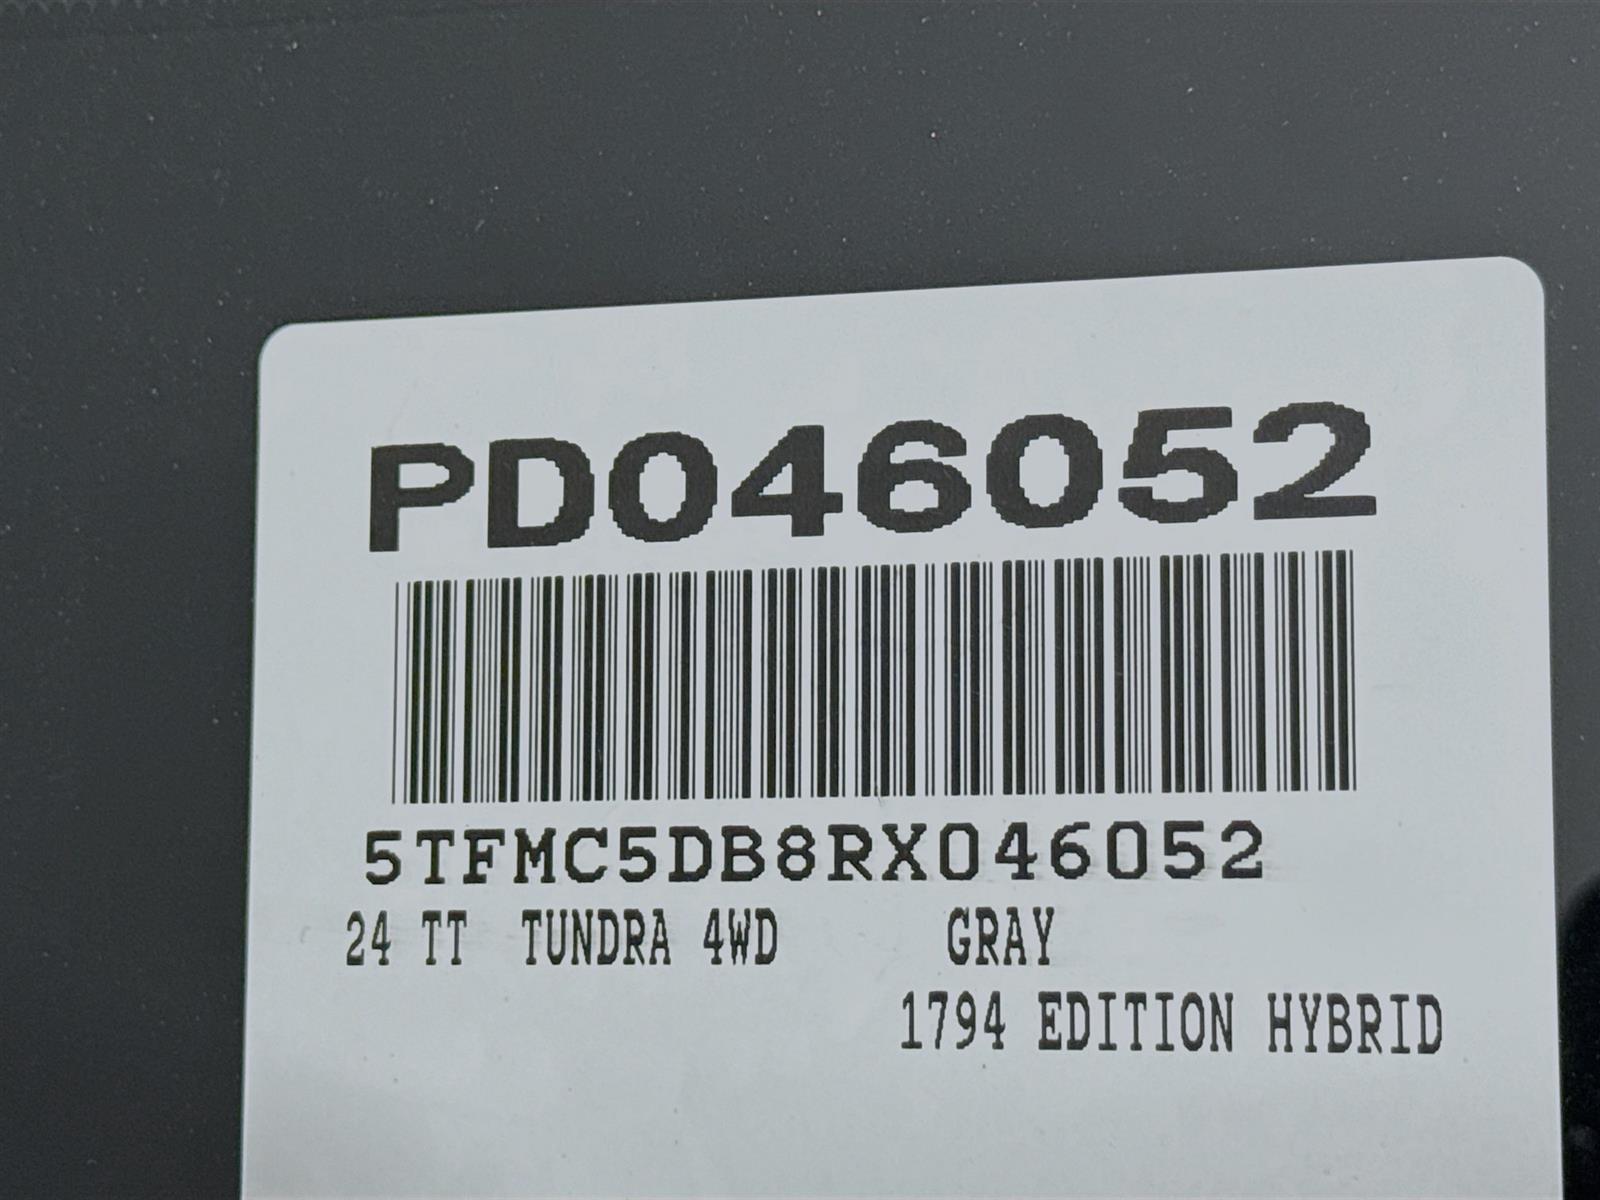 PD046052
5TFMC5DB8RX046052
24 TT TUNDRA 4WD GRAY
1794 EDITION HYBRID